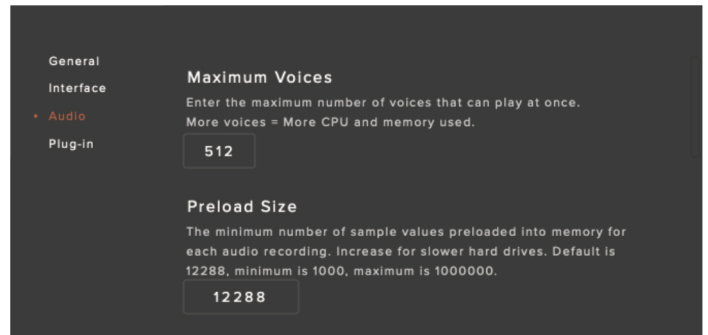 General
Interface
Audio
Plug-in
Maximum Voices
Enter the maximum number of voices that can play at once.
More voices = More CPU and memory used.
512
Preload Size
The minimum number of sample values preloaded into memory for
each audio recording. Increase for slower hard drives. Default is
12288, minimum is 1000, maximum is 1000000.
12288